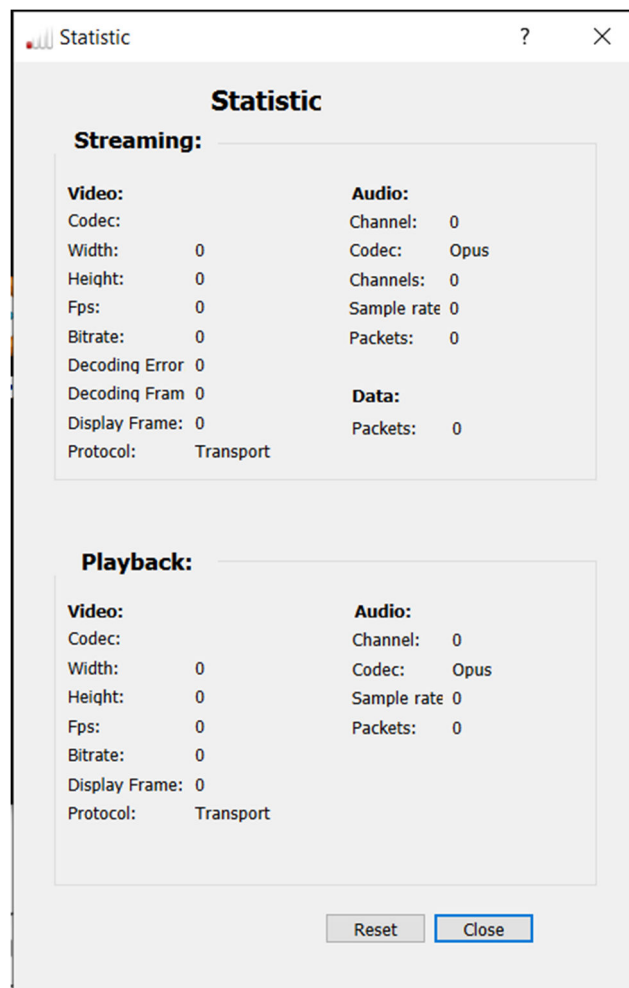 Statistic
?
Statistic
Streaming:
Video:
Codec:
Width: 0
Height: 0
Fps: 0
Bitrate: 0
Decoding Error 0
Decoding Fram 0
Display Frame: 0
Protocol: Transport
Audio:
Channel: 0
Codec: Opus
Channels: 0
Sample rate 0
Packets: 0
Data:
Packets: 0
Playback:
Video:
Codec:
Width: 0
Height: 0
Fps: 0
Bitrate: 0
Display Frame: 0
Protocol: Transport
Audio:
Channel: 0
Codec: Opus
Sample rate 0
Packets: 0
Reset Close